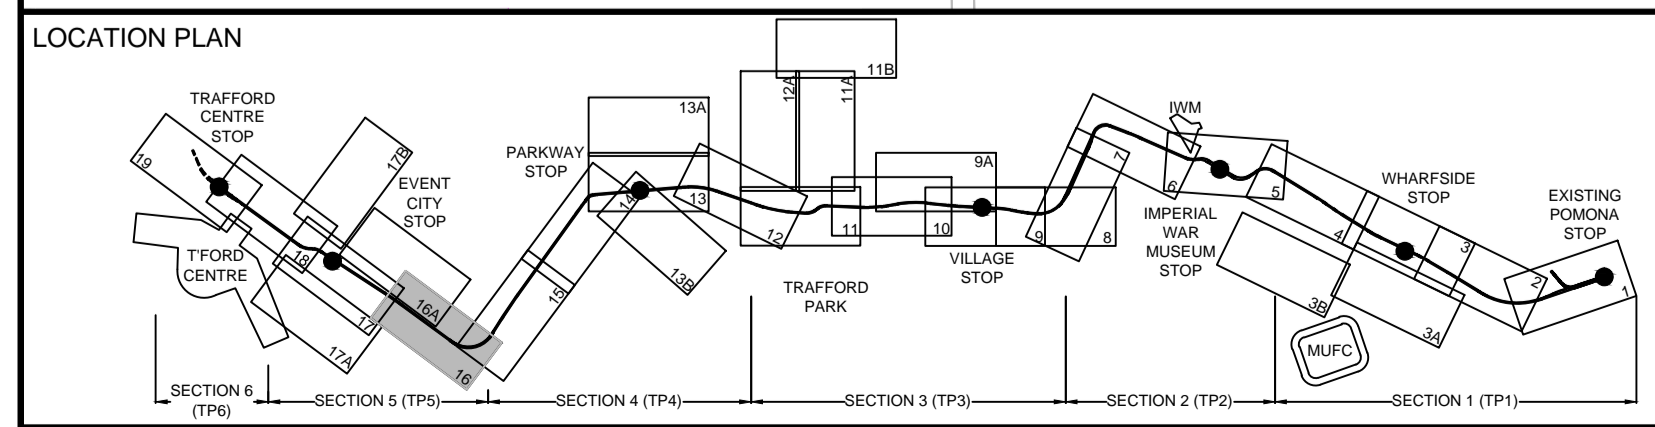 LOCATION PLAN
TRAFFORD
CENTRE
STOP
19
T'FORD
CENTRE
18
17B
EVENT
CITY
STOP
17
17A
16A
16
15
PARKWAY
STOP
14
13A
13
13B
12A
11A
11B
12
11
TRAFFORD
PARK
10
9A
VILLAGE
STOP
9
8
7
IWM
6
5
IMPERIAL
WAR
MUSEUM
STOP
4
WHARFSIDE
STOP
3
3B
3A
MUFC
2
EXISTING
POMONA
STOP
1
SECTION 6
(TP6)
SECTION 5 (TP5)
SECTION 4 (TP4)
SECTION 3 (TP3)
SECTION 2 (TP2)
SECTION 1 (TP1)